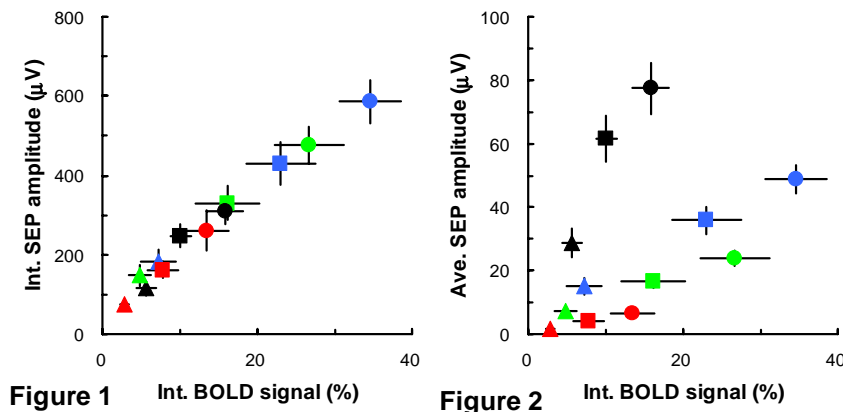 800
600
400
200
0
0
20
40
Int. SEP amplitude (μV)
Int. BOLD signal (%)
Figure 1
100
80
60
40
20
0
0
20
40
Ave. SEP amplitude (μV)
Int. BOLD signal (%)
Figure 2